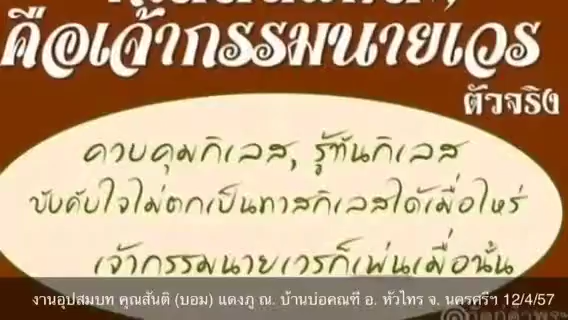 คือเจ้ากรรมนายเวร
ตัวจริง
ควบคุมกิเลส, รู้ทันกิเลส
บังคับใจไม่ตกเป็นทาสกิเลสได้เมื่อไหร่
เจ้ากรรมนายเวรก็เผ่นเมื่อนั้น
งานอุปสมบท คุณสันติ (บอม) แดงภู ณ. บ้านบ่อคณฑี อ. หัวไทร จ. นครศรีฯ 12/4/57